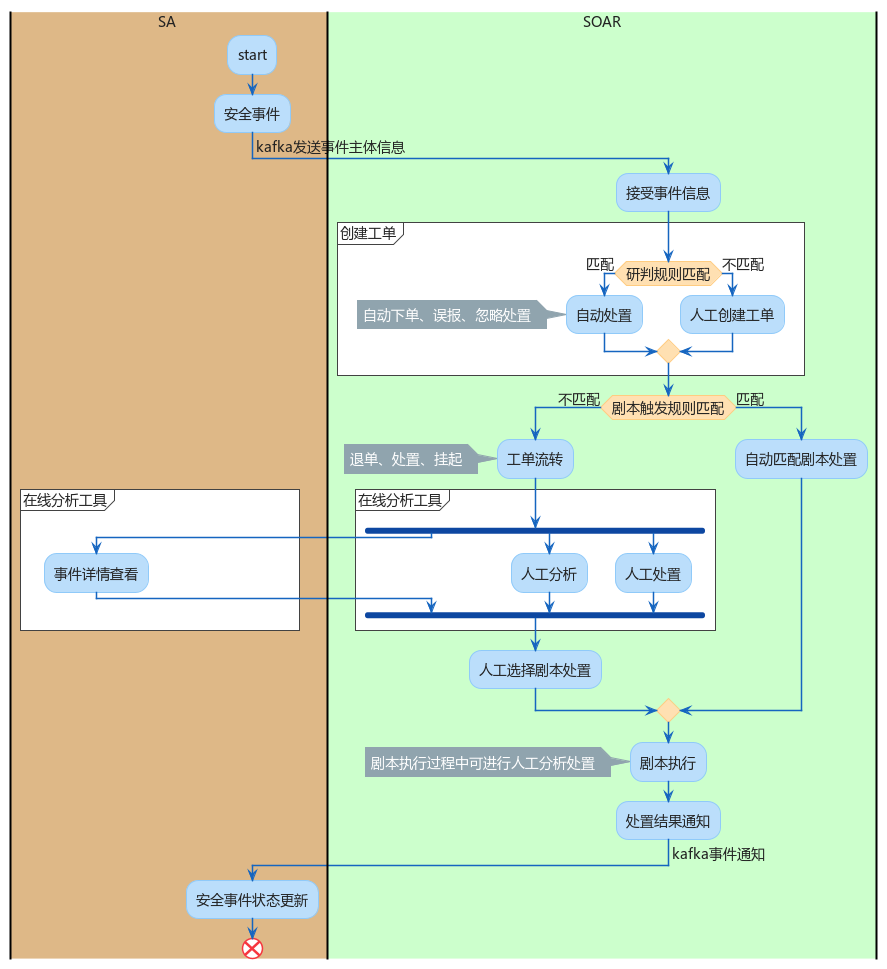 SA
SOAR
start
安全事件
kafka发送事件主体信息
接受事件信息
创建工单
匹配
研判规则匹配
不匹配
自动下单、误报、忽略处置
自动处置
人工创建工单
不匹配
剧本触发规则匹配
匹配
退单、处置、挂起
工单流转
自动匹配剧本处置
在线分析工具
在线分析工具
事件详情查看
人工分析
人工处置
人工选择剧本处置
剧本执行过程中可进行人工分析处置
剧本执行
处置结果通知
kafka事件通知
安全事件状态更新